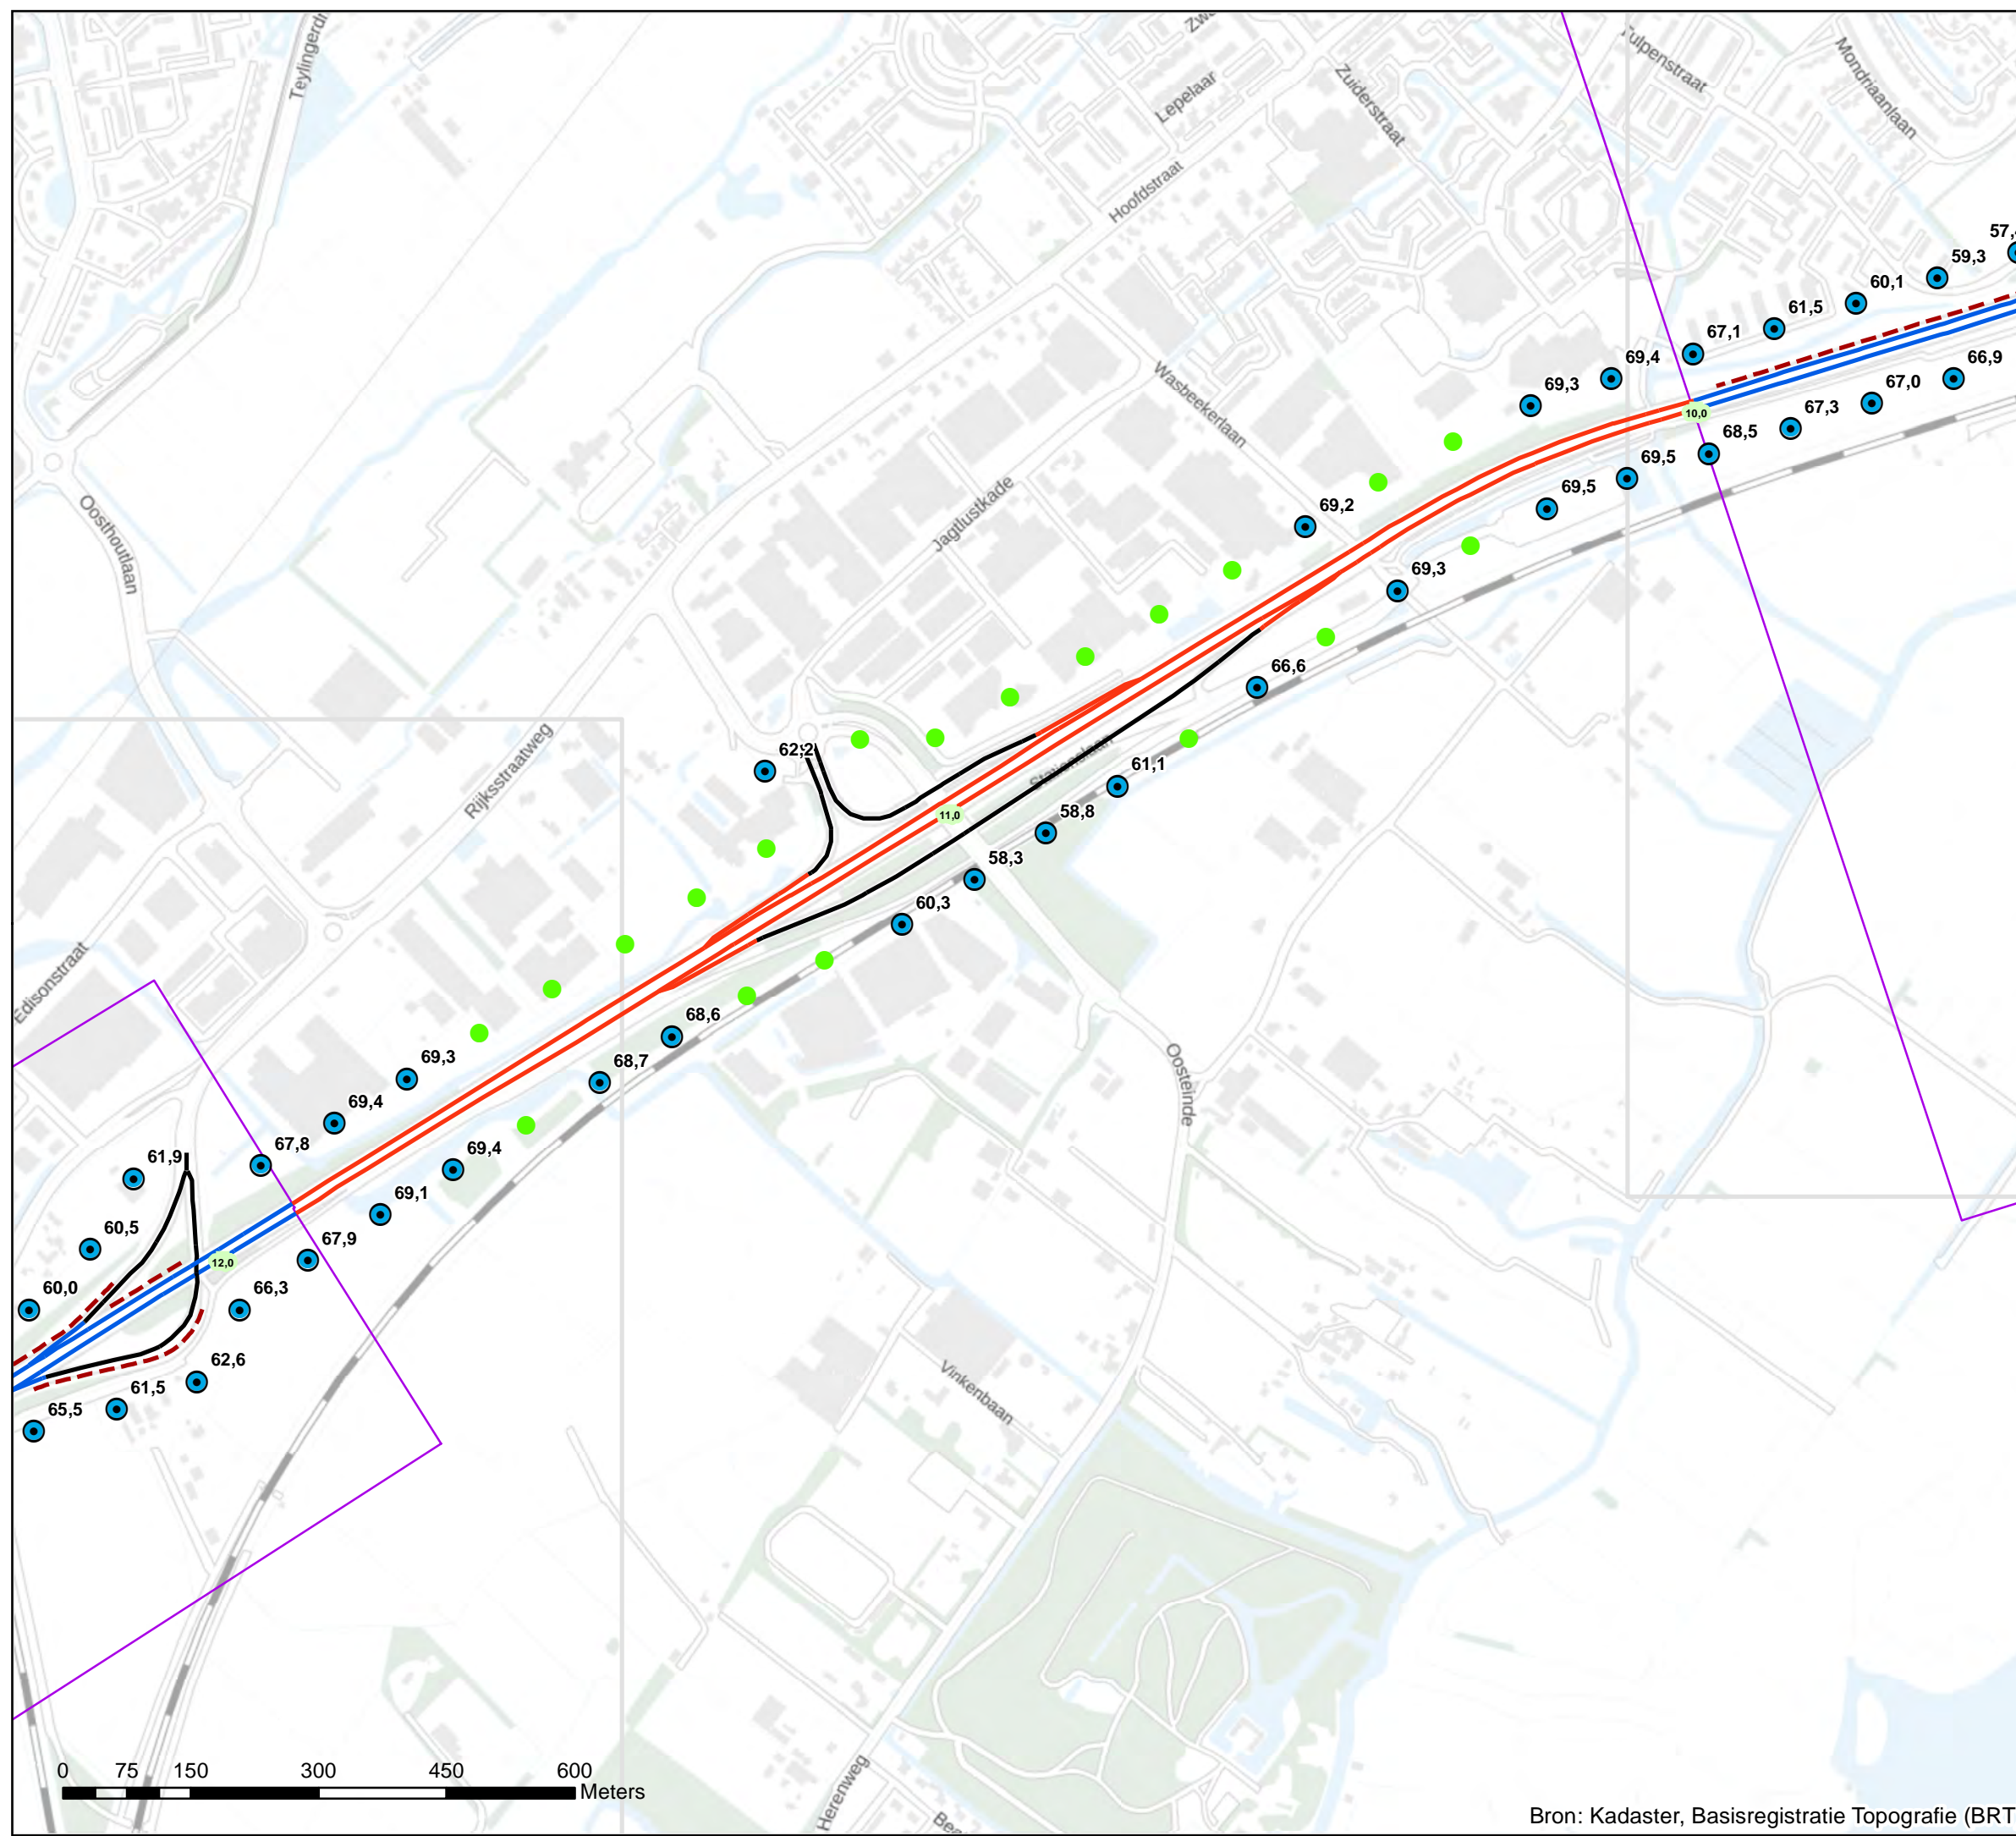 Teylingerd
Zw
Lepelaar
Zuiderstraat
Tulpenstraat
Mondriaanlaan
Hoofdstraat
57,
59,3
60,1
61,5
67,1
69,4
69,3
66,9
67,0
67,3
10,0
68,5
69,5
69,5
Wasbeekerlaan
Jagtlustkade
69,2
Oosthoutlaan
69,3
66,6
62,2
Rijksstraatweg
Stationslaan
61,1
11,0
58,8
58,3
60,3
Edisonstraat
68,6
68,7
69,3
69,4
Oosteinde
67,8
61,9
69,4
69,1
67,9
60,5
12,0
60,0
66,3
62,6
61,5
65,5
Vinkenbaan
0 75 150 300 450 600
Meters
Herenweg
Bee
Bron: Kadaster, Basisregistratie Topografie (BRT